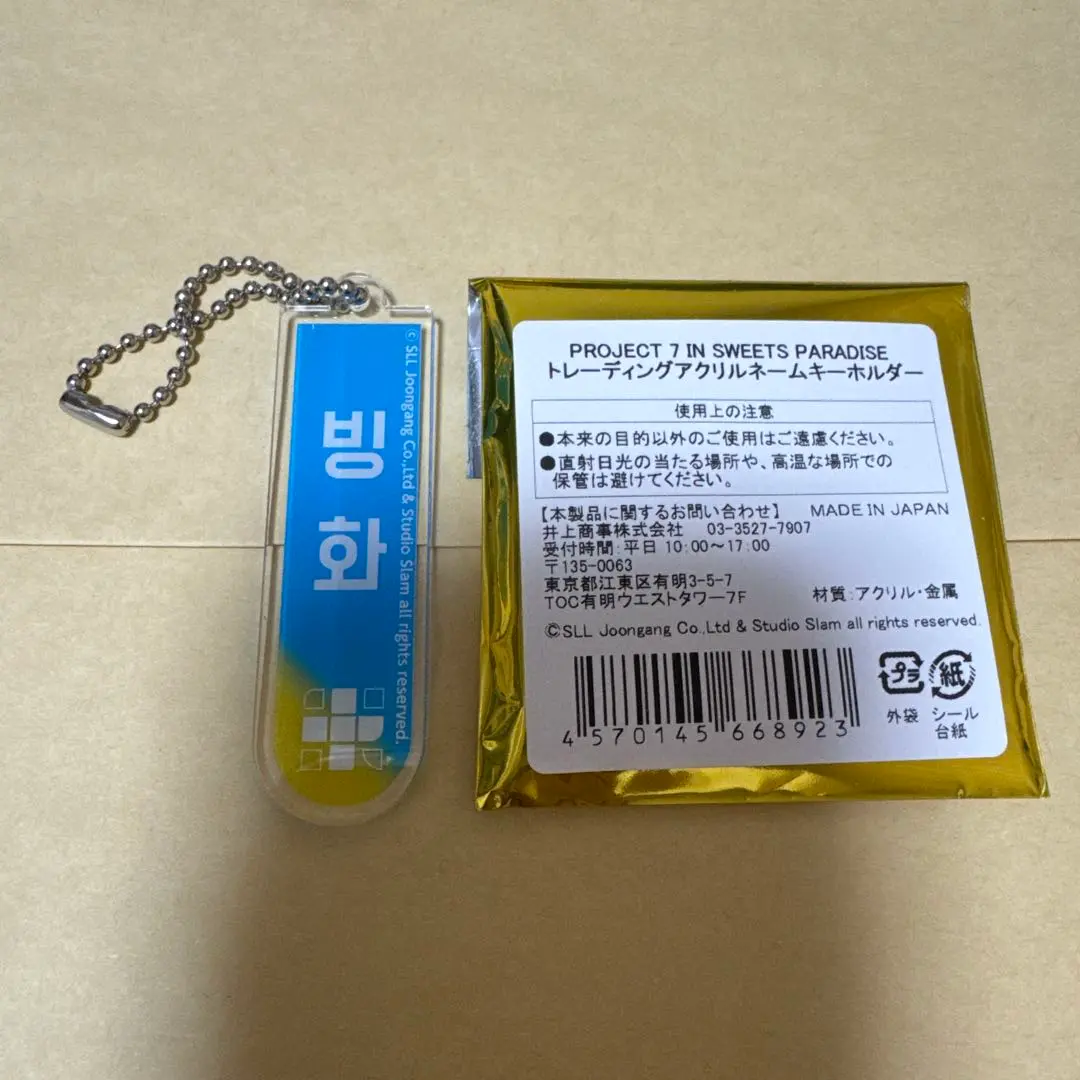 빙화
© SLL Joongang Co.,Ltd & Studio Slam all rights reserved.
PROJECT 7 IN SWEETS PARADISE
トレーディングアクリルネームキーホルダー
使用上の注意
●本来の目的以外のご使用はご遠慮ください。
●直射日光の当たる場所や、高温な場所での
保管は避けてください。
【本製品に関するお問い合わせ】 MADE IN JAPAN
井上商事株式会社 03-3527-7907
受付時間:平日 10:00~17:00
〒135-0063
東京都江東区有明3-5-7
TOC有明ウエストタワー7F 材質:アクリル・金属
©SLL Joongang Co.,Ltd & Studio Slam all rights reserved.
4 570145 668923
プラ 紙
外袋 シール
台紙